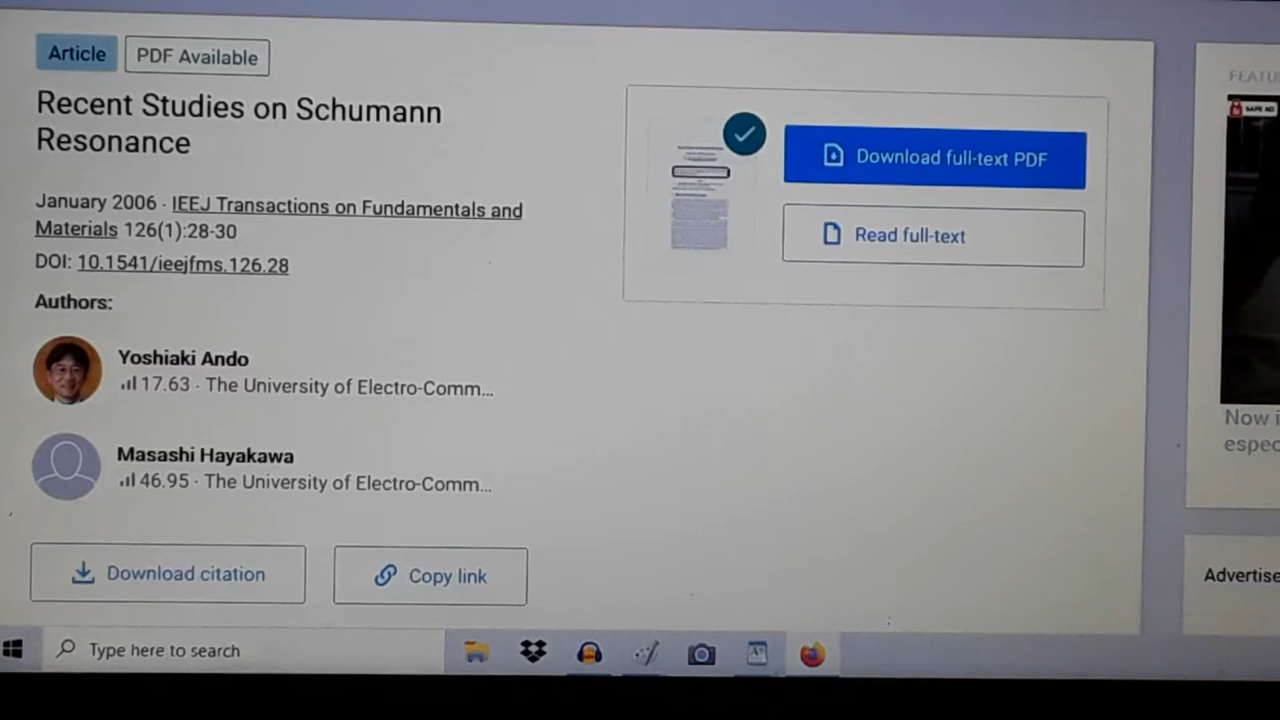 Article
PDF Available
Recent Studies on Schumann
Resonance
January 2006 · IEEJ Transactions on Fundamentals and
Materials 126(1):28-30
DOI: 10.1541/ieejfms.126.28
Authors:
Yoshiaki Ando
17.63 · The University of Electro-Comm...
Masashi Hayakawa
46.95 · The University of Electro-Comm...
Download citation
Copy link
Download full-text PDF
Read full-text
FEATU
SAFE AD
Now i
espec
Advertise
Type here to search